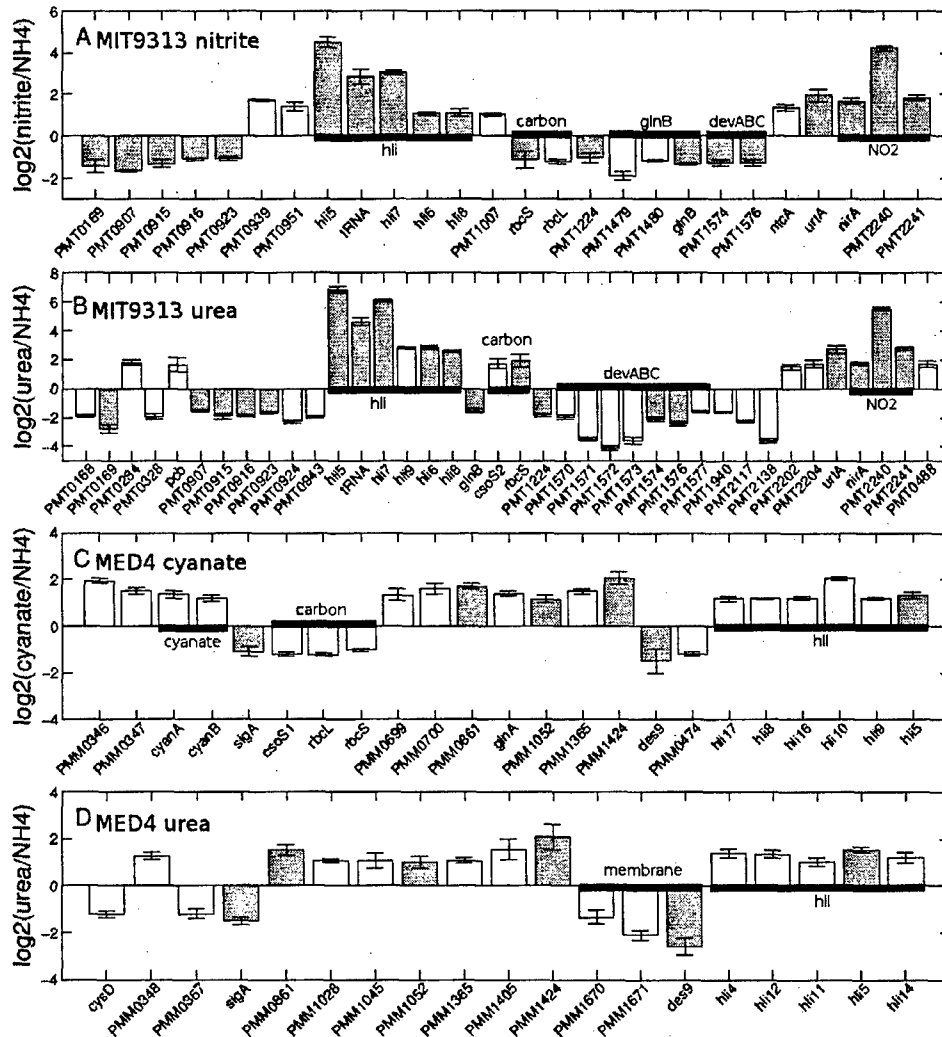 A MIT9313 nitrite
log2(nitrite/NH4)
6
4
2
0
-2
hli
carbon
glnB
devABC
NO2
PMT0169
PMT0907
PMT0915
PMT0916
PMT0923
PMT0939
PMT0951
hli5
tRNA
hli7
hli6
hli8
PMT1007
rbcS
rbcL
PMT1224
PMT1479
PMT1480
glnB
PMT1574
PMT1576
ntcA
urtA
nirA
PMT2240
PMT2241
B MIT9313 urea
log2(urea/NH4)
8
6
4
2
0
-2
-4
hli
carbon
devABC
NO2
PMT0168
PMT0169
PMT0284
PMT0328
pcb
PMT0907
PMT0915
PMT0916
PMT0923
PMT0924
PMT0943
hli5
tRNA
hli7
hli9
hli6
hli8
glnB
csoS2
rbcS
PMT1224
PMT1570
PMT1571
PMT1572
PMT1573
PMT1574
PMT1576
PMT1577
PMT1940
PMT2117
PMT2138
PMT2202
PMT2204
urtA
nirA
PMT2240
PMT2241
PMT0488
C MED4 cyanate
log2(cyanate/NH4)
4
2
0
-2
-4
cyanate
carbon
hli
PMM0346
PMM0347
cyanA
cyanB
sigA
csoS1
rbcL
rbcS
PMM0699
PMM0700
PMM0861
glnA
PMM1052
PMM1365
PMM1424
des9
PMM0474
hli17
hli8
hli16
hli10
hli9
hli5
D MED4 urea
log2(urea/NH4)
4
2
0
-2
-4
membrane
hli
cysD
PMM0348
PMM0367
sigA
PMM0861
PMM1028
PMM1045
PMM1052
PMM1365
PMM1405
PMM1424
PMM1670
PMM1671
des9
hli4
hli12
hli11
hli5
hli14